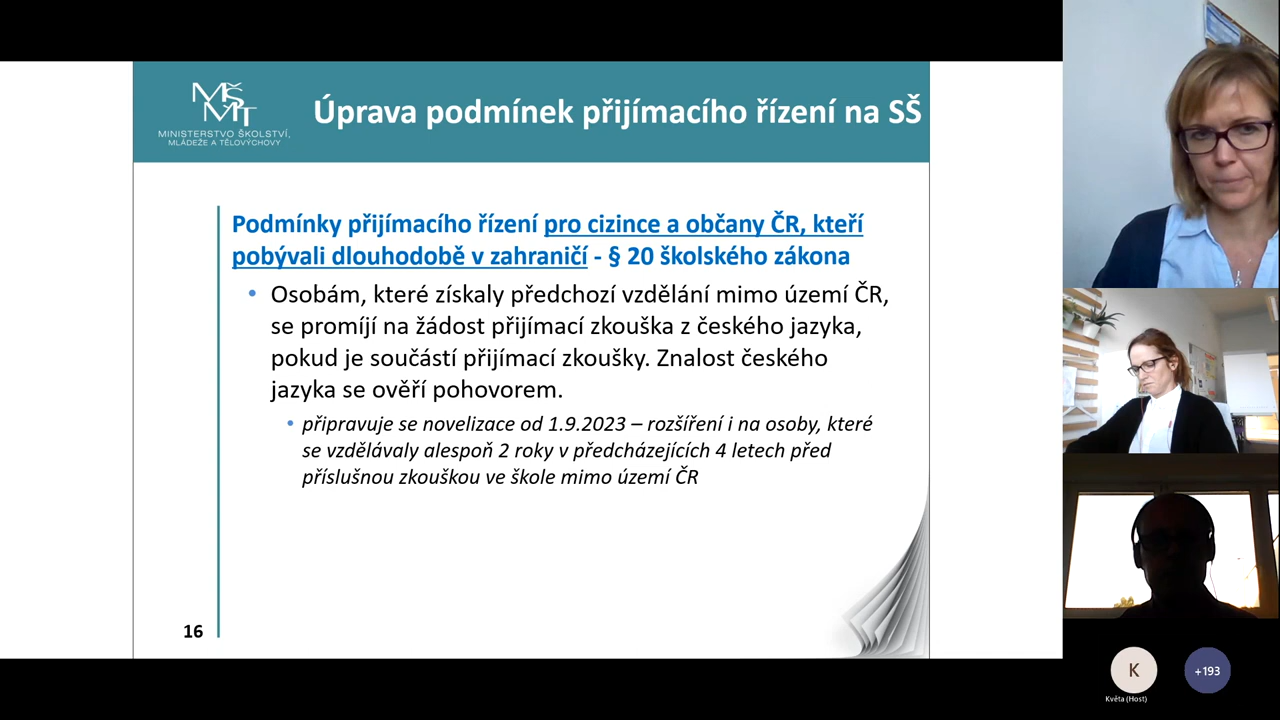 MŠMT
MINISTERSTVO ŠKOLSTVÍ,
MLÁDEŽE A TĚLOVÝCHOVY
Úprava podmínek přijímacího řízení na SŠ
Podmínky přijímacího řízení pro cizince a občany ČR, kteří
pobývali dlouhodobě v zahraničí - § 20 školského zákona
• Osobám, které získaly předchozí vzdělání mimo území ČR,
se promíjí na žádost přijímací zkouška z českého jazyka,
pokud je součástí přijímací zkoušky. Znalost českého
jazyka se ověří pohovorem.
• připravuje se novelizace od 1.9.2023 – rozšíření i na osoby, které
se vzdělávaly alespoň 2 roky v předcházejících 4 letech před
příslušnou zkouškou ve škole mimo území ČR
16
K
+193
Květa (Host)